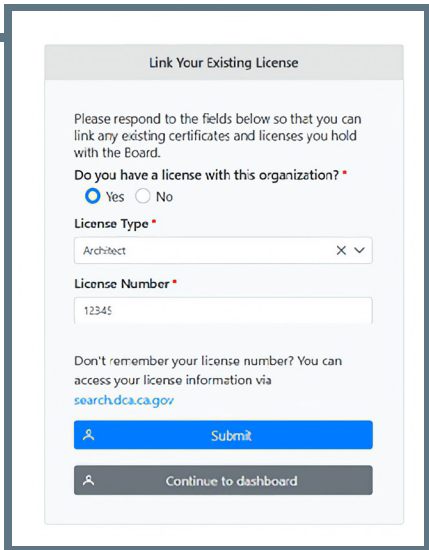 Link Your Existing License
Please respond to the fields below so that you can
link any existing certificates and licenses you hold
with the Board.
Do you have a license with this organization? *
Yes No
License Type *
Architect
License Number *
12345
Don't remember your license number? You can
access your license information via
search.dca.ca.gov
Submit
Continue to dashboard